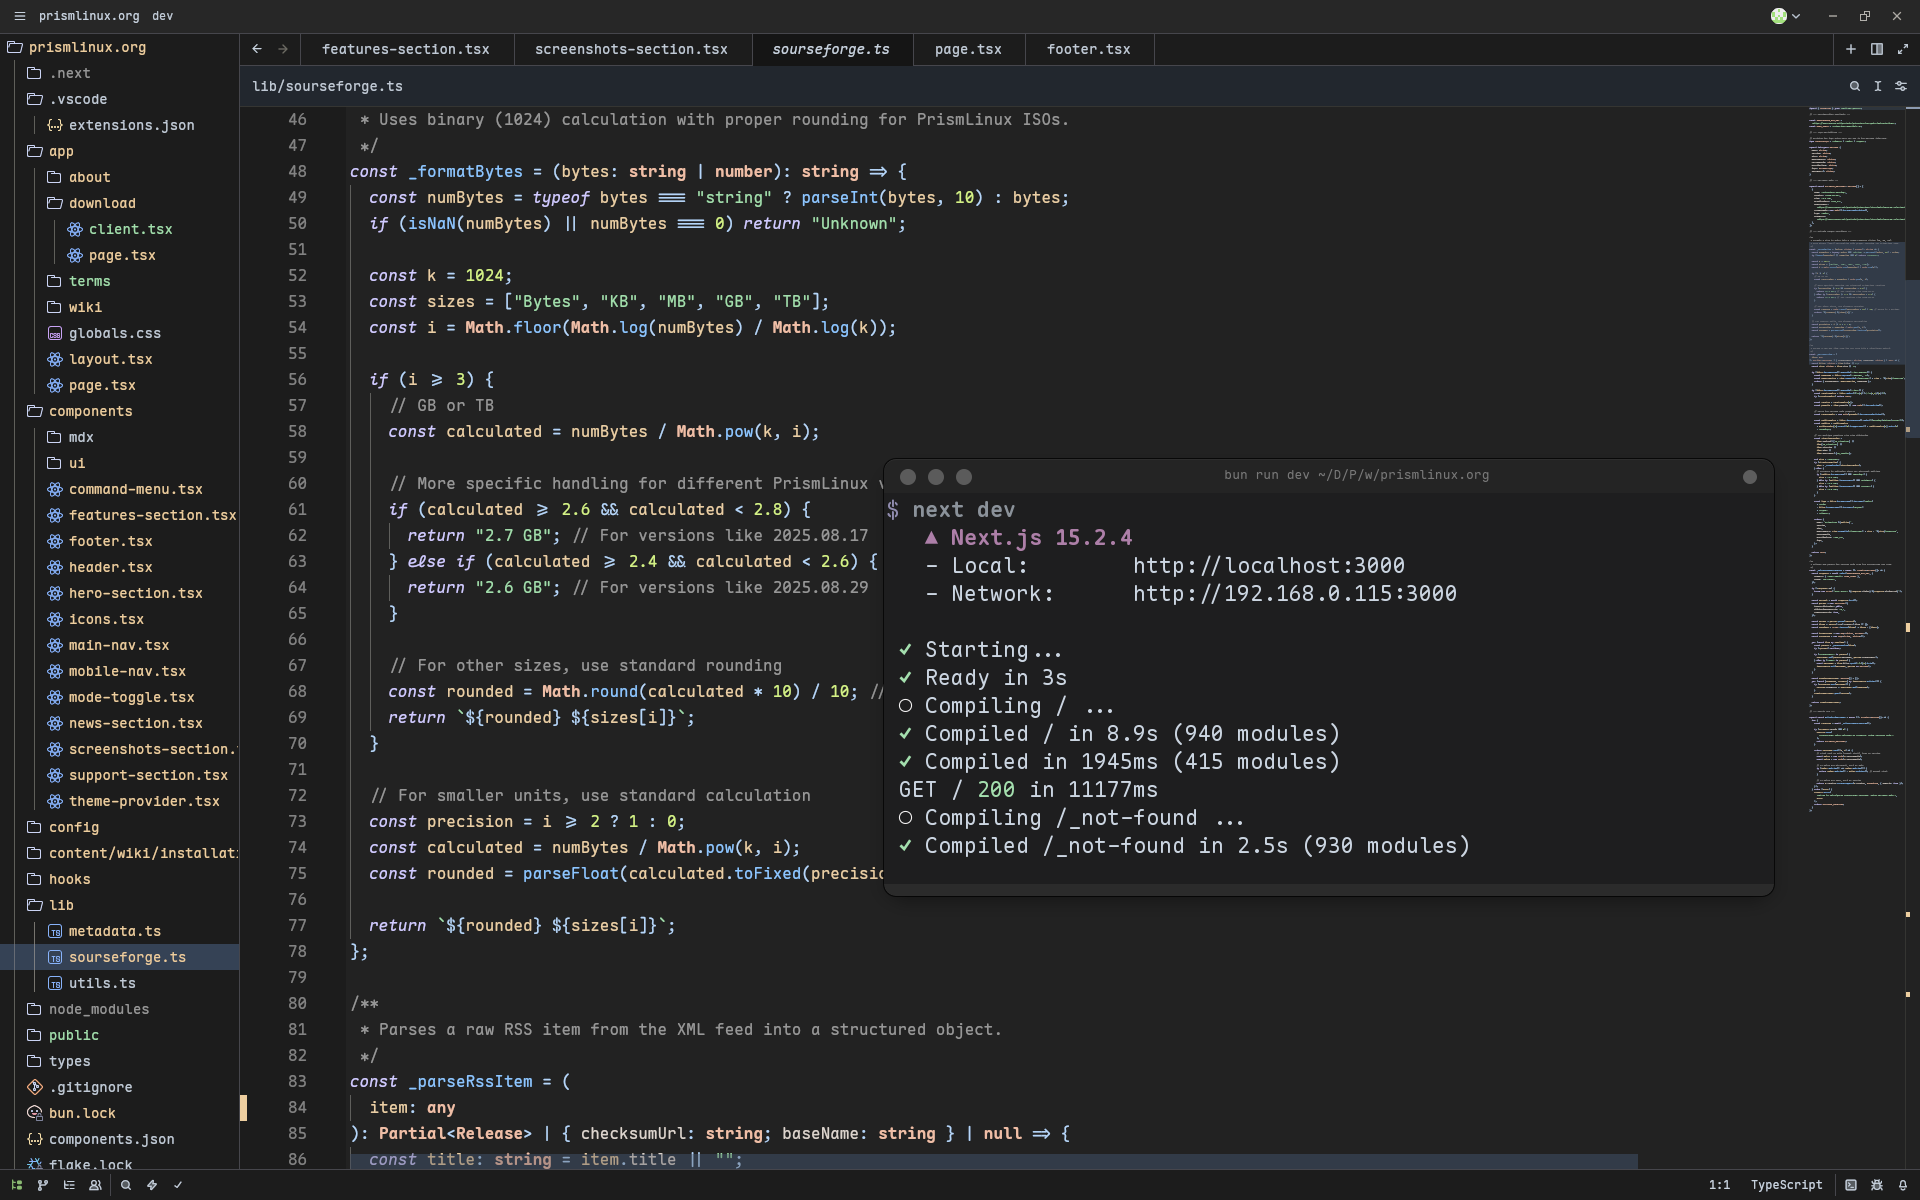 prismlinux.org dev
prismlinux.org
.next
.vscode
extensions.json
app
about
download
client.tsx
page.tsx
terms
wiki
globals.css
layout.tsx
page.tsx
components
mdx
ui
command-menu.tsx
features-section.tsx
footer.tsx
header.tsx
hero-section.tsx
icons.tsx
main-nav.tsx
mobile-nav.tsx
mode-toggle.tsx
news-section.tsx
screenshots-section.
support-section.tsx
theme-provider.tsx
config
content/wiki/installati
hooks
lib
metadata.ts
sourseforge.ts
utils.ts
node_modules
public
types
.gitignore
bun.lock
components.json
flake.lock
features-section.tsx screenshots-section.tsx sourseforge.ts page.tsx footer.tsx
lib/sourseforge.ts
46 * Uses binary (1024) calculation with proper rounding for PrismLinux ISOs.
47 */
48 const _formatBytes = (bytes: string | number): string => {
49 const numBytes = typeof bytes === "string" ? parseInt(bytes, 10) : bytes;
50 if (isNaN(numBytes) || numBytes === 0) return "Unknown";
51
52 const k = 1024;
53 const sizes = ["Bytes", "KB", "MB", "GB", "TB"];
54 const i = Math.floor(Math.log(numBytes) / Math.log(k));
55
56 if (i >= 3) {
57 // GB or TB
58 const calculated = numBytes / Math.pow(k, i);
59
60 // More specific handling for different PrismLinux v
61 if (calculated >= 2.6 && calculated < 2.8) {
62 return "2.7 GB"; // For versions like 2025.08.17
63 } else if (calculated >= 2.4 && calculated < 2.6) {
64 return "2.6 GB"; // For versions like 2025.08.29
65 }
66
67 // For other sizes, use standard rounding
68 const rounded = Math.round(calculated * 10) / 10; //
69 return `${rounded} ${sizes[i]}`;
70 }
71
72 // For smaller units, use standard calculation
73 const precision = i >= 2 ? 1 : 0;
74 const calculated = numBytes / Math.pow(k, i);
75 const rounded = parseFloat(calculated.toFixed(precisio
76
77 return `${rounded} ${sizes[i]}`;
78 };
79
80 /**
81 * Parses a raw RSS item from the XML feed into a structured object.
82 */
83 const _parseRssItem = (
84 item: any
85 ): Partial<Release> | { checksumUrl: string; baseName: string } | null => {
86 const title: string = item.title || "";
bun run dev ~/D/P/w/prismlinux.org
$ next dev
▲ Next.js 15.2.4
- Local: http://localhost:3000
- Network: http://192.168.0.115:3000
✓ Starting...
✓ Ready in 3s
○ Compiling / ...
✓ Compiled / in 8.9s (940 modules)
✓ Compiled in 1945ms (415 modules)
GET / 200 in 11177ms
○ Compiling /_not-found ...
✓ Compiled /_not-found in 2.5s (930 modules)
1:1 TypeScript